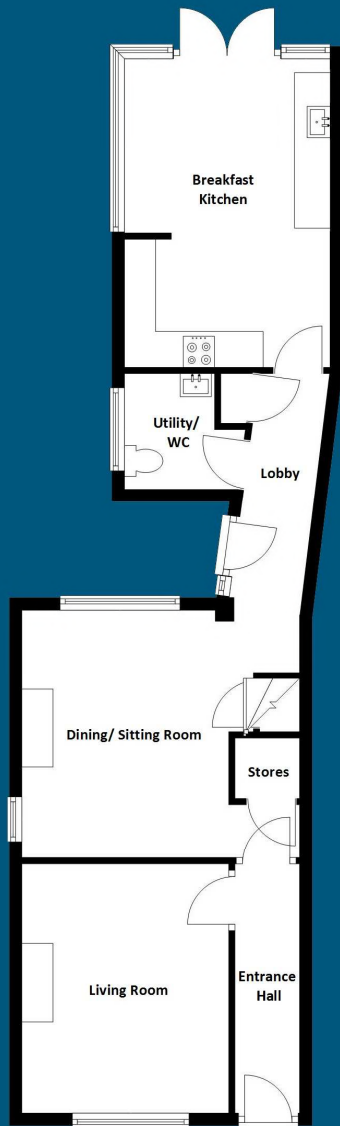 Breakfast
Kitchen
Utility/
WC
Lobby
Dining/ Sitting Room
Stores
Living Room
Entrance
Hall